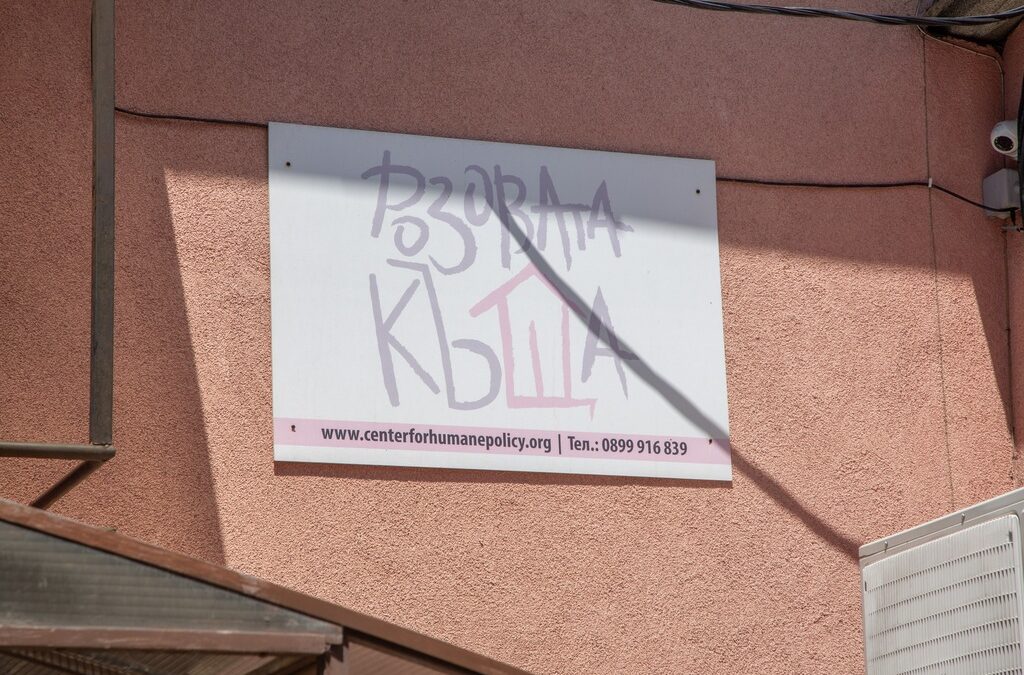 РОЗОВАТА
КЪЩА
www.centerforhumanepolicy.org | Тел.: 0899 916 839